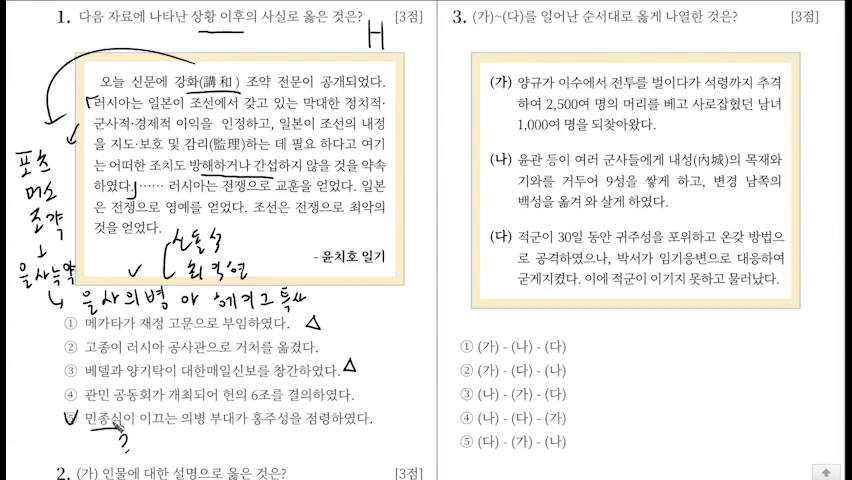 1. 다음 자료에 나타난 상황 이후의 사실로 옳은 것은? [3점]
H
오늘 신문에 강화(講和) 조약 전문이 공개되었다.
러시아는 일본이 조선에서 갖고 있는 막대한 정치적·
군사적·경제적 이익을 인정하고, 일본이 조선의 내정
을 지도·보호 및 감리(監理)하는 데 필요 하다고 여기
는 어떠한 조치도 방해하거나 간섭하지 않을 것을 약속
하였다.…… 러시아는 전쟁으로 교훈을 얻었다. 일본
은 전쟁으로 영예를 얻었다. 조선은 전쟁으로 최악의
것을 얻었다.
- 윤치호 일기
포츠
머스
조약
을사늑약
신돌석
최익현
을사의병 아 헤이그 특사
① 메가타가 재정 고문으로 부임하였다.
② 고종이 러시아 공사관으로 거처를 옮겼다.
③ 베델과 양기탁이 대한매일신보를 창간하였다.
④ 관민 공동회가 개최되어 헌의 6조를 결의하였다.
⑤ 민종식이 이끄는 의병 부대가 홍주성을 점령하였다.
?
2. (가) 인물에 대한 설명으로 옳은 것은? [3점]
3. (가)~(다)를 일어난 순서대로 옳게 나열한 것은? [3점]
(가) 양규가 이수에서 전투를 벌이다가 석령까지 추격
하여 2,500여 명의 머리를 베고 사로잡혔던 남녀
1,000여 명을 되찾아왔다.
(나) 윤관 등이 여러 군사들에게 내성(內城)의 목재와
기와를 거두어 9성을 쌓게 하고, 변경 남쪽의
백성을 옮겨 와 살게 하였다.
(다) 적군이 30일 동안 귀주성을 포위하고 온갖 방법으
로 공격하였으나, 박서가 임기응변으로 대응하여
굳게지켰다. 이에 적군이 이기지 못하고 물러났다.
① (가) - (나) - (다)
② (가) - (다) - (나)
③ (나) - (가) - (다)
④ (나) - (다) - (가)
⑤ (다) - (가) - (나)